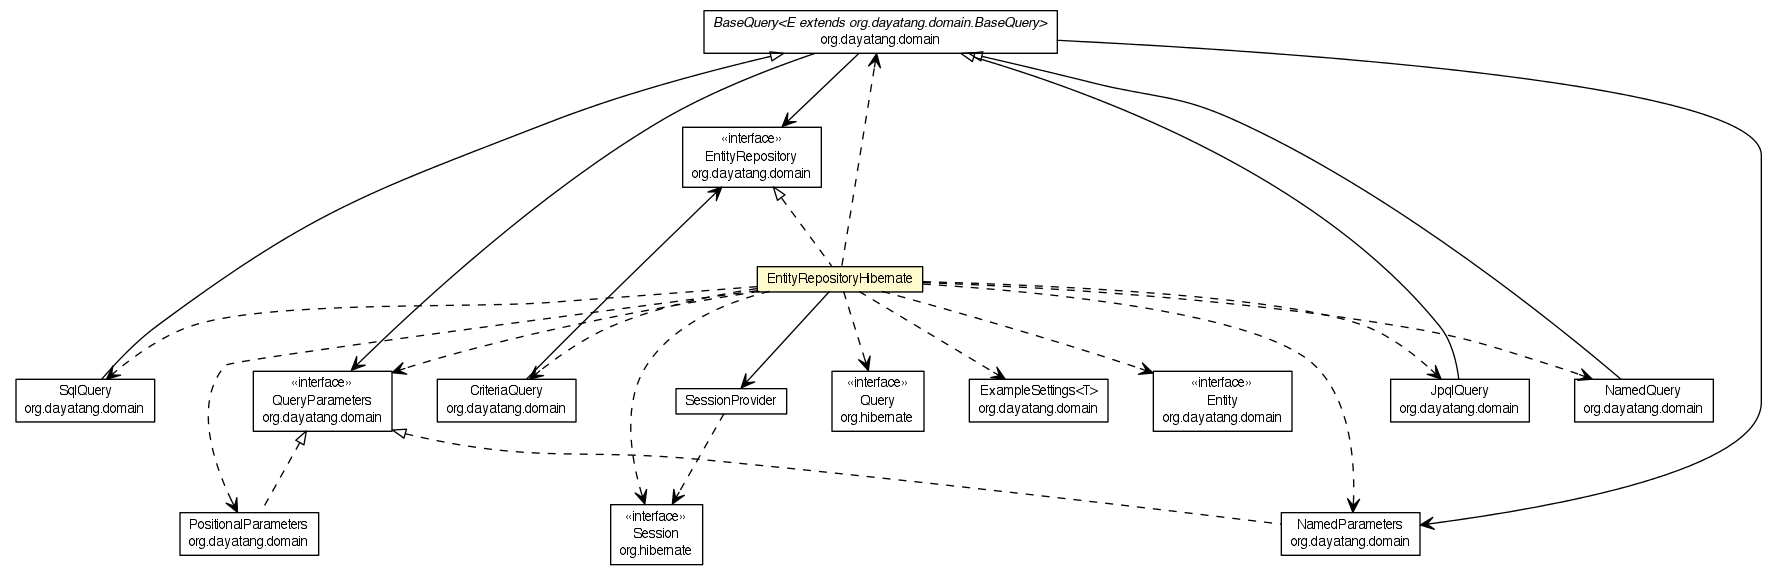 BaseQuery<E extends org.dayatang.domain.BaseQuery>
org.dayatang.domain
«interface»
EntityRepository
org.dayatang.domain
EntityRepositoryHibernate
SqlQuery
org.dayatang.domain
«interface»
QueryParameters
org.dayatang.domain
CriteriaQuery
org.dayatang.domain
SessionProvider
«interface»
Query
org.hibernate
ExampleSettings<T>
org.dayatang.domain
«interface»
Entity
org.dayatang.domain
JpqlQuery
org.dayatang.domain
NamedQuery
org.dayatang.domain
PositionalParameters
org.dayatang.domain
«interface»
Session
org.hibernate
NamedParameters
org.dayatang.domain